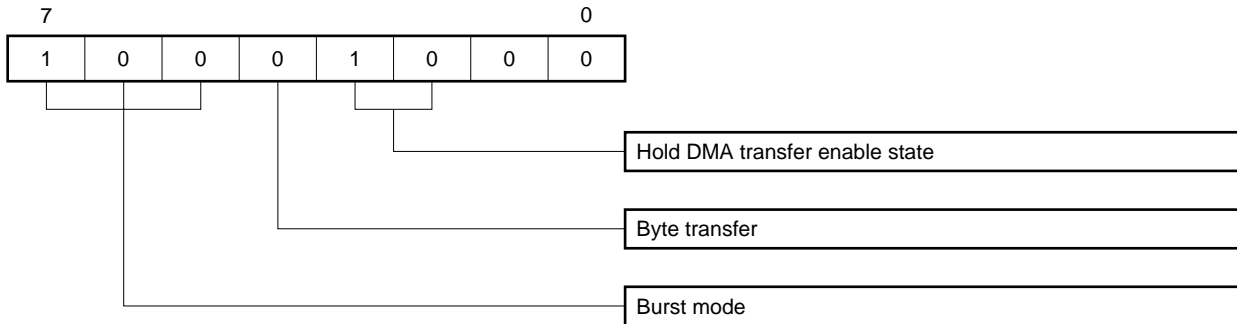 7 0
1 0 0 0 1 0 0 0
Hold DMA transfer enable state
Byte transfer
Burst mode